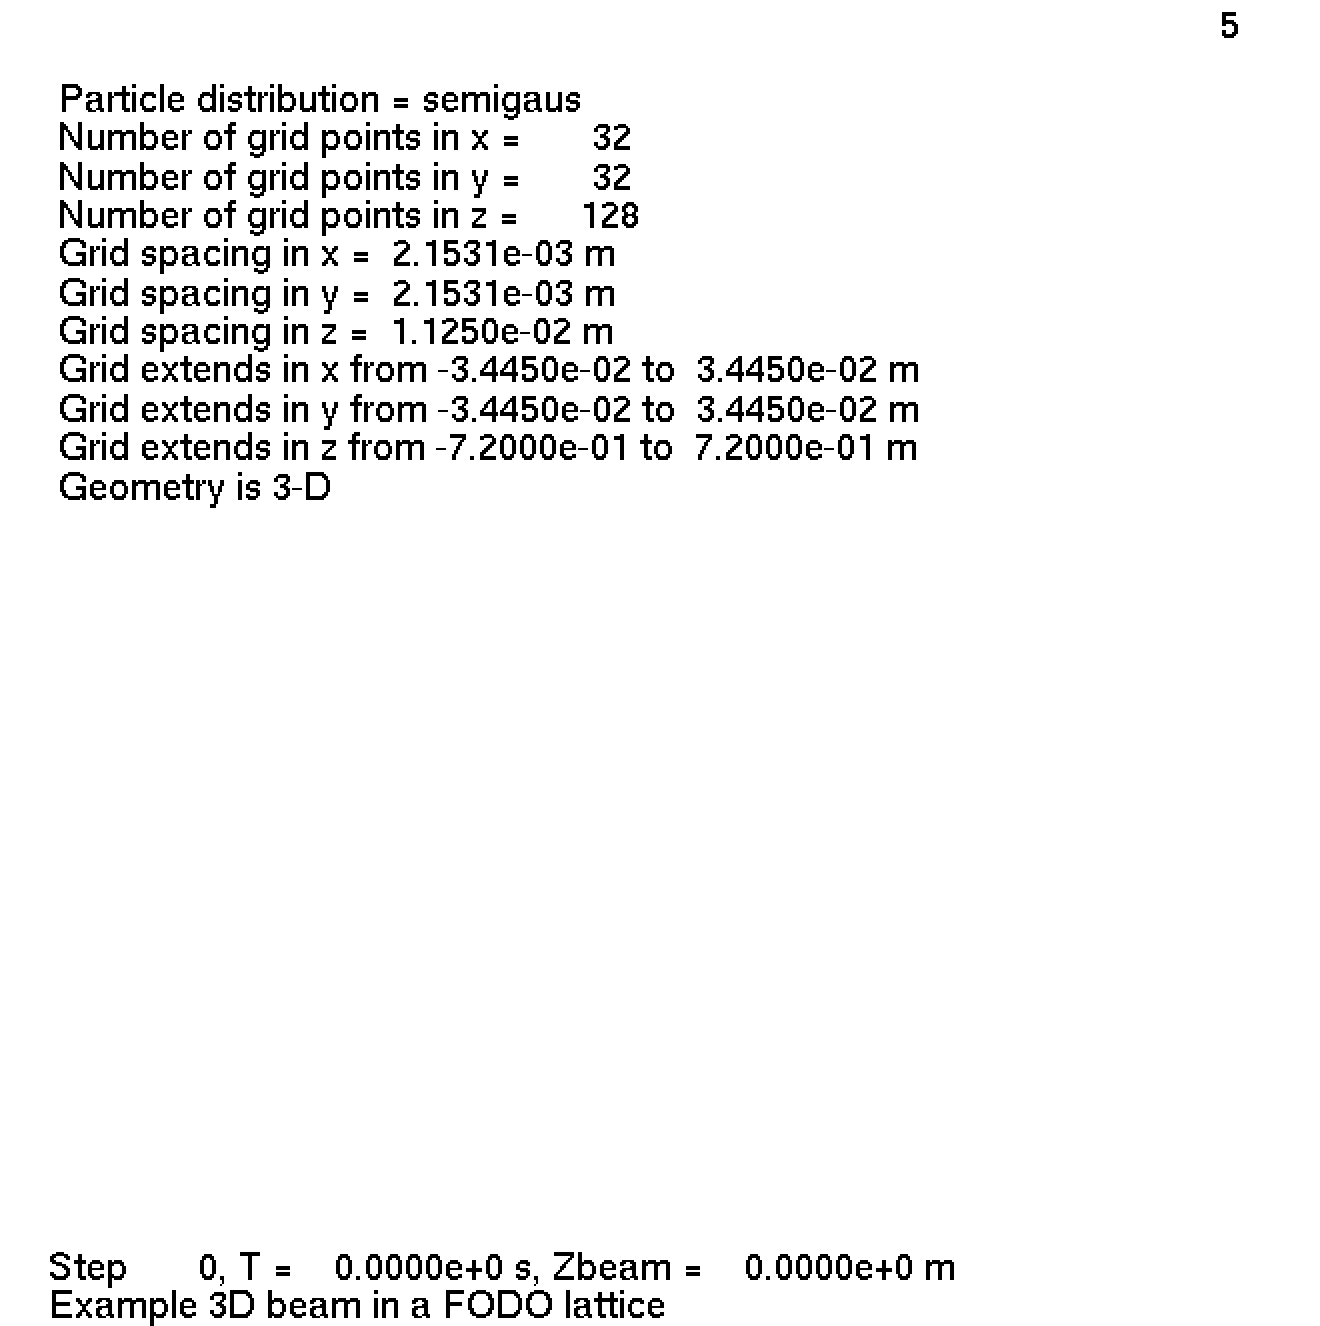 5
Particle distribution = semigaus
Number of grid points in x = 32
Number of grid points in y = 32
Number of grid points in z = 128
Grid spacing in x = 2.1531e-03 m
Grid spacing in y = 2.1531e-03 m
Grid spacing in z = 1.1250e-02 m
Grid extends in x from -3.4450e-02 to 3.4450e-02 m
Grid extends in y from -3.4450e-02 to 3.4450e-02 m
Grid extends in z from -7.2000e-01 to 7.2000e-01 m
Geometry is 3-D
Step 0, T = 0.0000e+0 s, Zbeam = 0.0000e+0 m
Example 3D beam in a FODO lattice